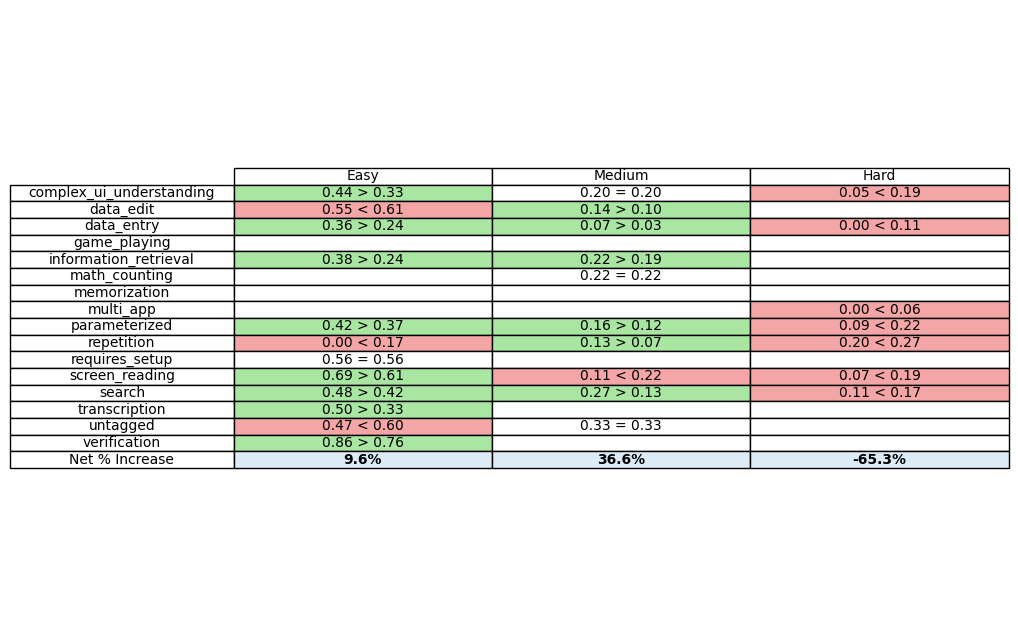 Easy Medium Hard
complex_ui_understanding 0.44 > 0.33 0.20 = 0.20 0.05 < 0.19
data_edit 0.55 < 0.61 0.14 > 0.10
data_entry 0.36 > 0.24 0.07 > 0.03 0.00 < 0.11
game_playing
information_retrieval 0.38 > 0.24 0.22 > 0.19
math_counting 0.22 = 0.22
memorization
multi_app 0.00 < 0.06
parameterized 0.42 > 0.37 0.16 > 0.12 0.09 < 0.22
repetition 0.00 < 0.17 0.13 > 0.07 0.20 < 0.27
requires_setup 0.56 = 0.56
screen_reading 0.69 > 0.61 0.11 < 0.22 0.07 < 0.19
search 0.48 > 0.42 0.27 > 0.13 0.11 < 0.17
transcription 0.50 > 0.33
untagged 0.47 < 0.60 0.33 = 0.33
verification 0.86 > 0.76
Net % Increase 9.6% 36.6% -65.3%